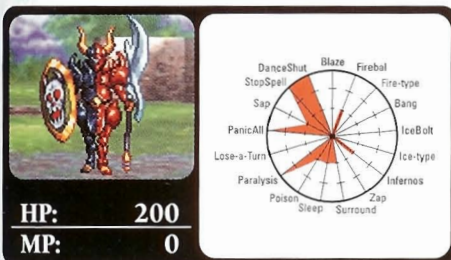 HP: 200
MP: 0
Blaze
Firebal
Fire-type
Bang
IceBolt
Ice-type
Infernos
Zap
Surround
Sleep
Poison
Paralysis
Lose-a-Turn
PanicAll
Sap
StopSpell
DanceShut